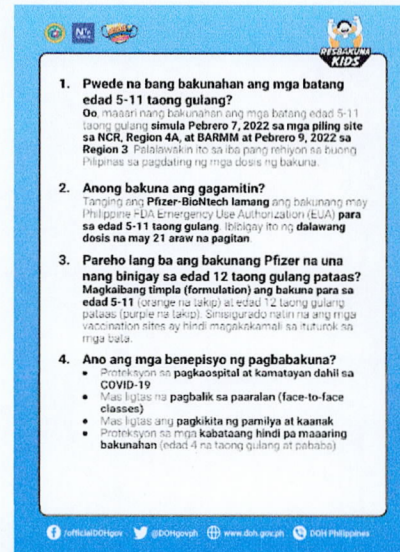 RESBAKUNA
KIDS
1. Pwede na bang bakunahan ang mga batang
edad 5-11 taong gulang?
Oo, maaari nang bakunahan ang mga batang edad 5-11
taong gulang simula Pebrero 7, 2022 sa mga piling site
sa NCR, Region 4A, at BARMM at Pebrero 9, 2022 sa
Region 3. Palalawakin ito sa iba pang rehiyon sa buong
Pilipinas sa pagdating ng mga dosis ng bakuna.
2. Anong bakuna ang gagamitin?
Tanging ang Pfizer-BioNtech lamang ang bakunang may
Philippine FDA Emergency Use Authorization (EUA) para
sa edad 5-11 taong gulang. Ibibigay ito ng dalawang
dosis na may 21 araw na pagitan.
3. Pareho lang ba ang bakunang Pfizer na una
nang binigay sa edad 12 taong gulang pataas?
Magkaibang timpla (formulation) ang bakuna para sa
edad 5-11 (orange na takip) at edad 12 taong gulang
pataas (purple na takip). Sinisigurado natin na ang mga
vaccination sites ay hindi magkakamali sa ituturok sa
mga bata.
4. Ano ang mga benepisyo ng pagbabakuna?
• Proteksyon sa pagkaospital at kamatayan dahil sa
COVID-19
• Mas ligtas na pagbalik sa paaralan (face-to-face
classes)
• Mas ligtas ang pagkikita ng pamilya at kaanak
• Proteksyon sa mga kabataang hindi pa maaaring
bakunahan (edad 4 na taong gulang at pababa)
/officialDOHgov @DOHgovph www.doh.gov.ph DOH Philippines